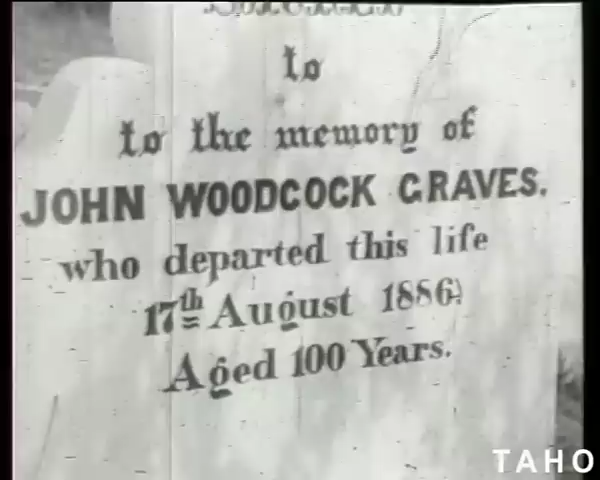 to
to the memory of
JOHN WOODCOCK GRAVES.
who departed this life
17th August 1886.
Aged 100 Years.
TAHO